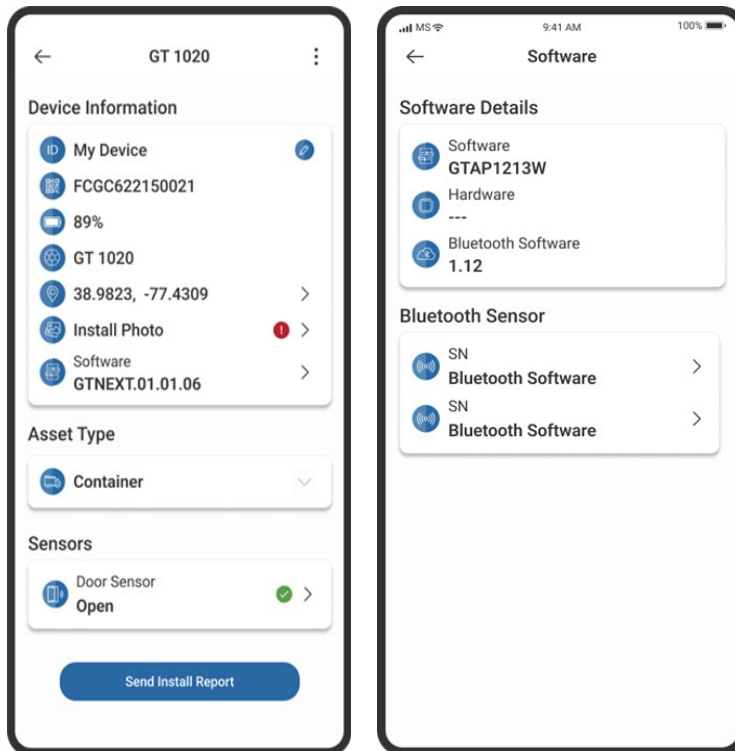 GT 1020
Device Information
ID My Device
FCGC622150021
89%
GT 1020
38.9823, -77.4309
Install Photo
Software
GTNEXT.01.01.06
Asset Type
Container
Sensors
Door Sensor
Open
Send Install Report
MS 9:41 AM 100%
Software
Software Details
Software
GTAP1213W
Hardware
---
Bluetooth Software
1.12
Bluetooth Sensor
SN
Bluetooth Software
SN
Bluetooth Software